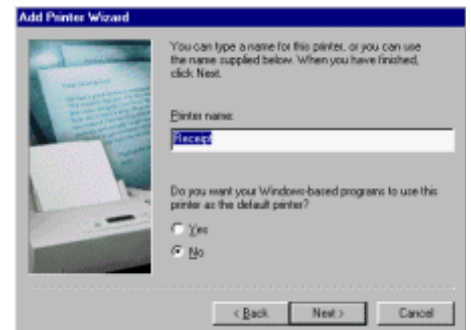 Add Printer Wizard
You can type a name for this printer, or you can use
the name supplied below. When you have finished,
click Next.
Printer name:
Receipt
Do you want your Windows-based programs to use this
printer as the default printer?
Yes
No
< Back
Next >
Cancel